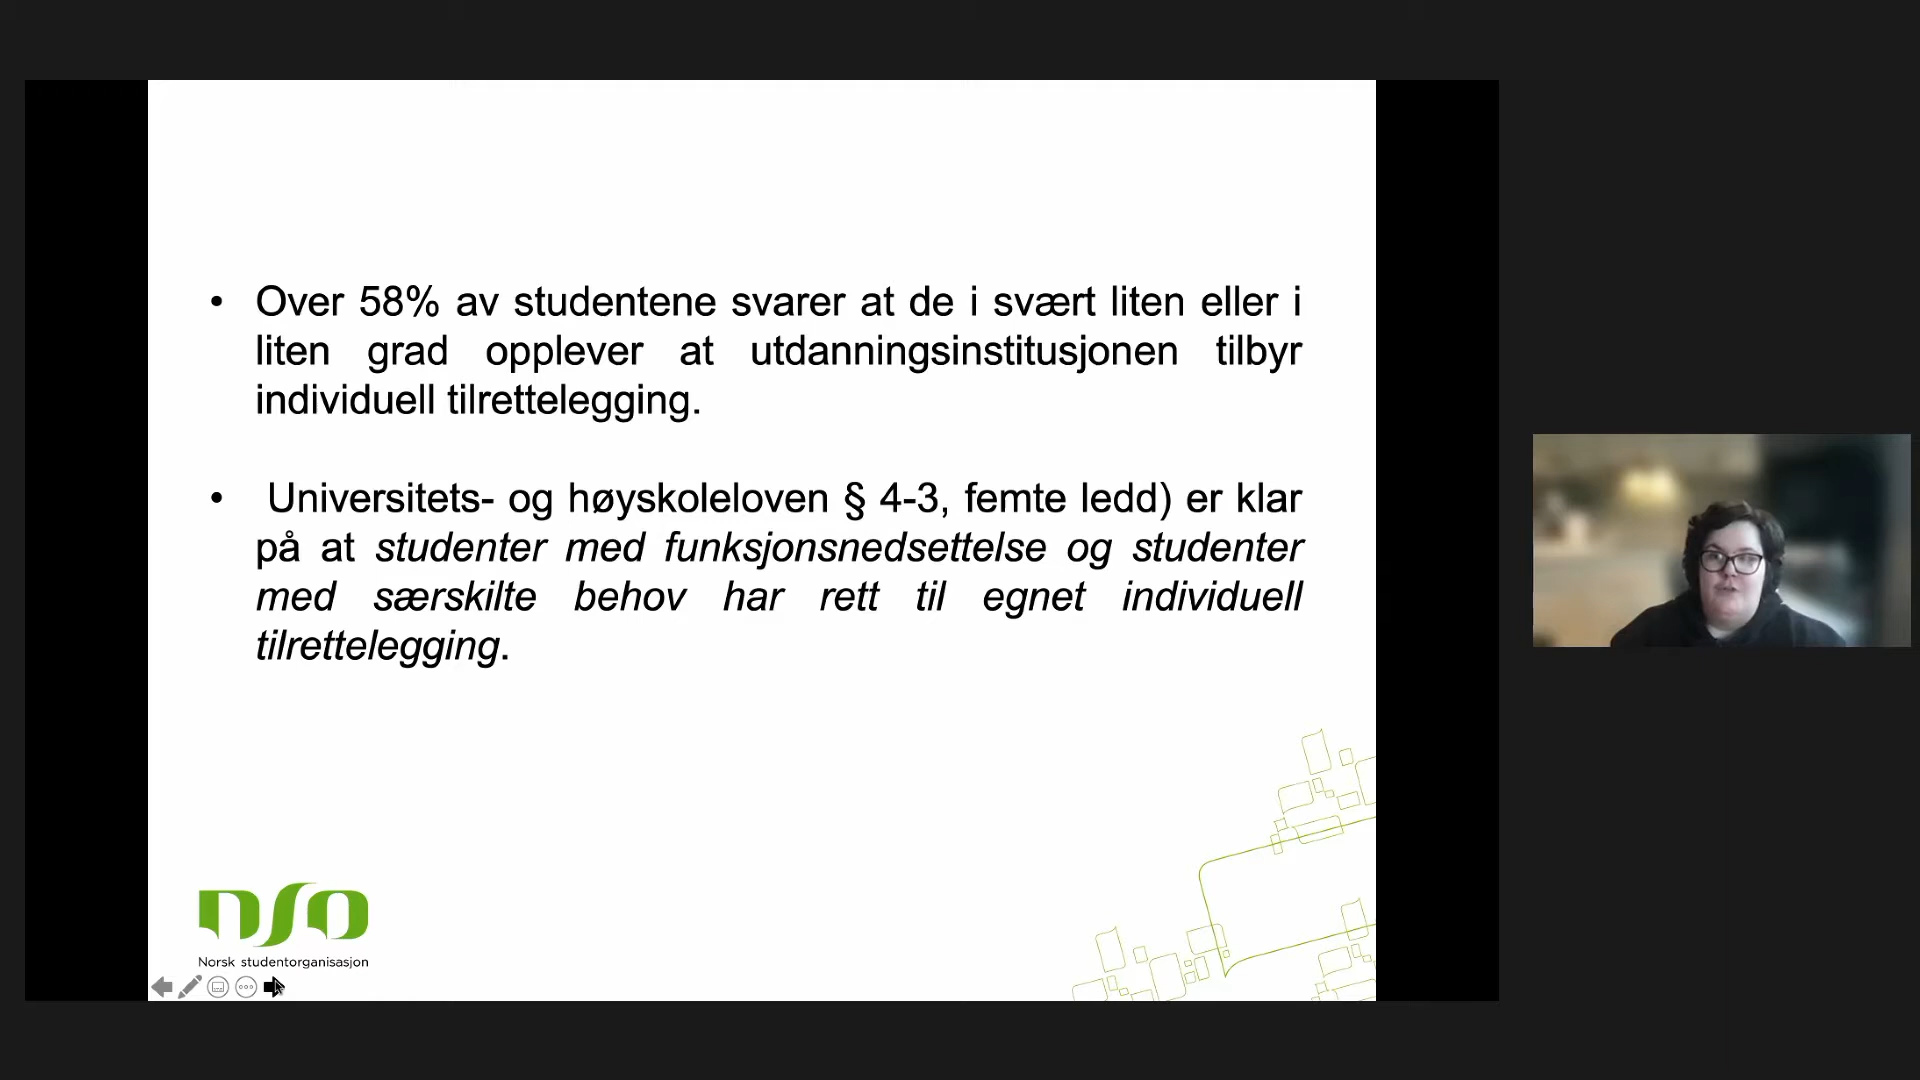 • Over 58% av studentene svarer at de i svært liten eller i
liten grad opplever at utdanningsinstitusjonen tilbyr
individuell tilrettelegging.
• Universitets- og høyskoleloven § 4-3, femte ledd) er klar
på at studenter med funksjonsnedsettelse og studenter
med særskilte behov har rett til egnet individuell
tilrettelegging.
nso
Norsk studentorganisasjon